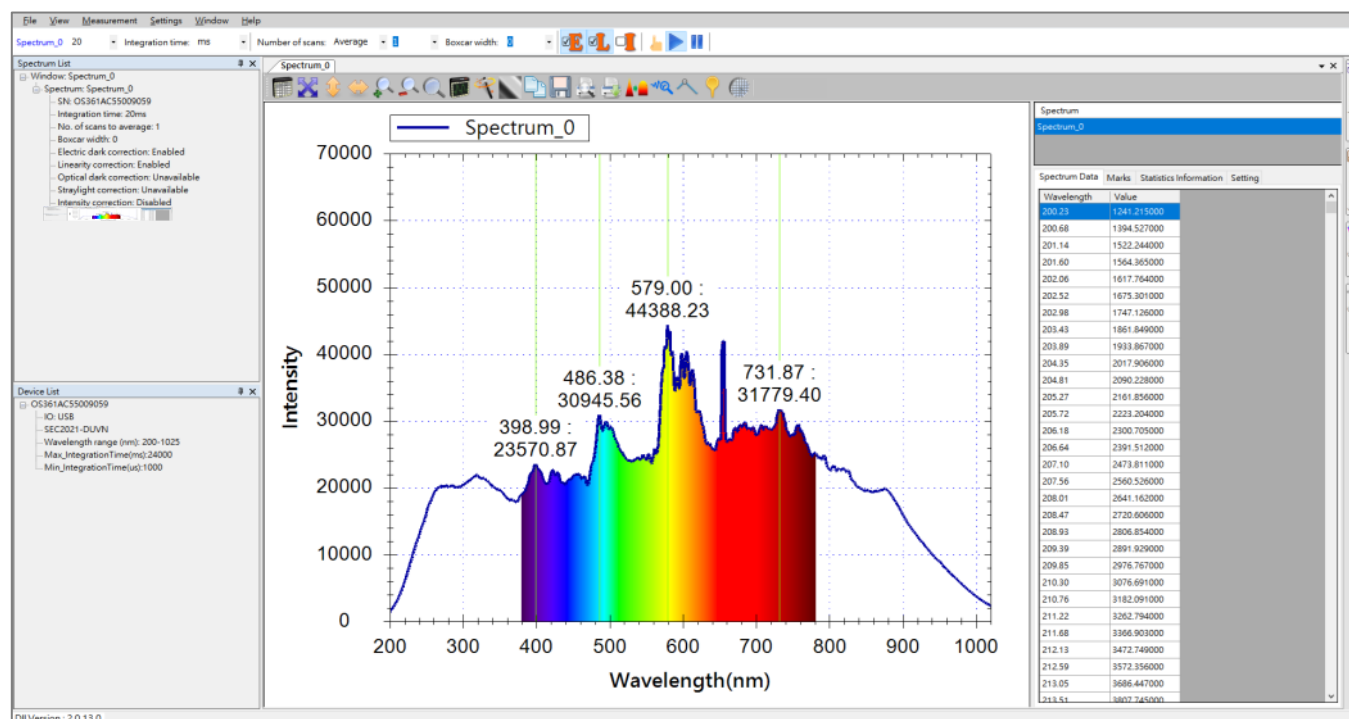 File View Measurement Settings Window Help
Spectrum_0 20 Integration time: ms Number of scans: Average 1 Boxcar width: 0 E L I
Spectrum List
Window: Spectrum_0
Spectrum: Spectrum_0
SN: OS361AC55009059
Integration time: 20ms
No. of scans to average: 1
Boxcar width: 0
Electric dark correction: Enabled
Linearity correction: Enabled
Optical dark correction: Unavailable
Straylight correction: Unavailable
Intensity correction: Disabled
Device List
OS361AC55009059
IO: USB
SEC2021-DUVN
Wavelength range (nm): 200-1025
Max_IntegrationTime(ms):24000
Min_IntegrationTime(us):1000
Spectrum_0
Spectrum_0
70000
60000
50000
40000
30000
20000
10000
0
Intensity
579.00 :
44388.23
486.38 :
30945.56
731.87 :
31779.40
398.99 :
23570.87
200 300 400 500 600 700 800 900 1000
Wavelength(nm)
Spectrum
Spectrum_0
Spectrum Data Marks Statistics Information Setting
Wavelength Value
200.23 1241.215000
200.68 1394.527000
201.14 1522.244000
201.60 1564.365000
202.06 1617.764000
202.52 1675.301000
202.98 1747.126000
203.43 1861.849000
203.89 1933.867000
204.35 2017.906000
204.81 2090.228000
205.27 2161.856000
205.72 2223.204000
206.18 2300.705000
206.64 2391.512000
207.10 2473.811000
207.56 2560.526000
208.01 2641.162000
208.47 2720.606000
208.93 2806.854000
209.39 2891.929000
209.85 2976.767000
210.30 3076.691000
210.76 3182.091000
211.22 3262.794000
211.68 3366.903000
212.13 3472.749000
212.59 3572.356000
213.05 3686.447000
213.51 3807.745000
Dll Version : 2.0.13.0